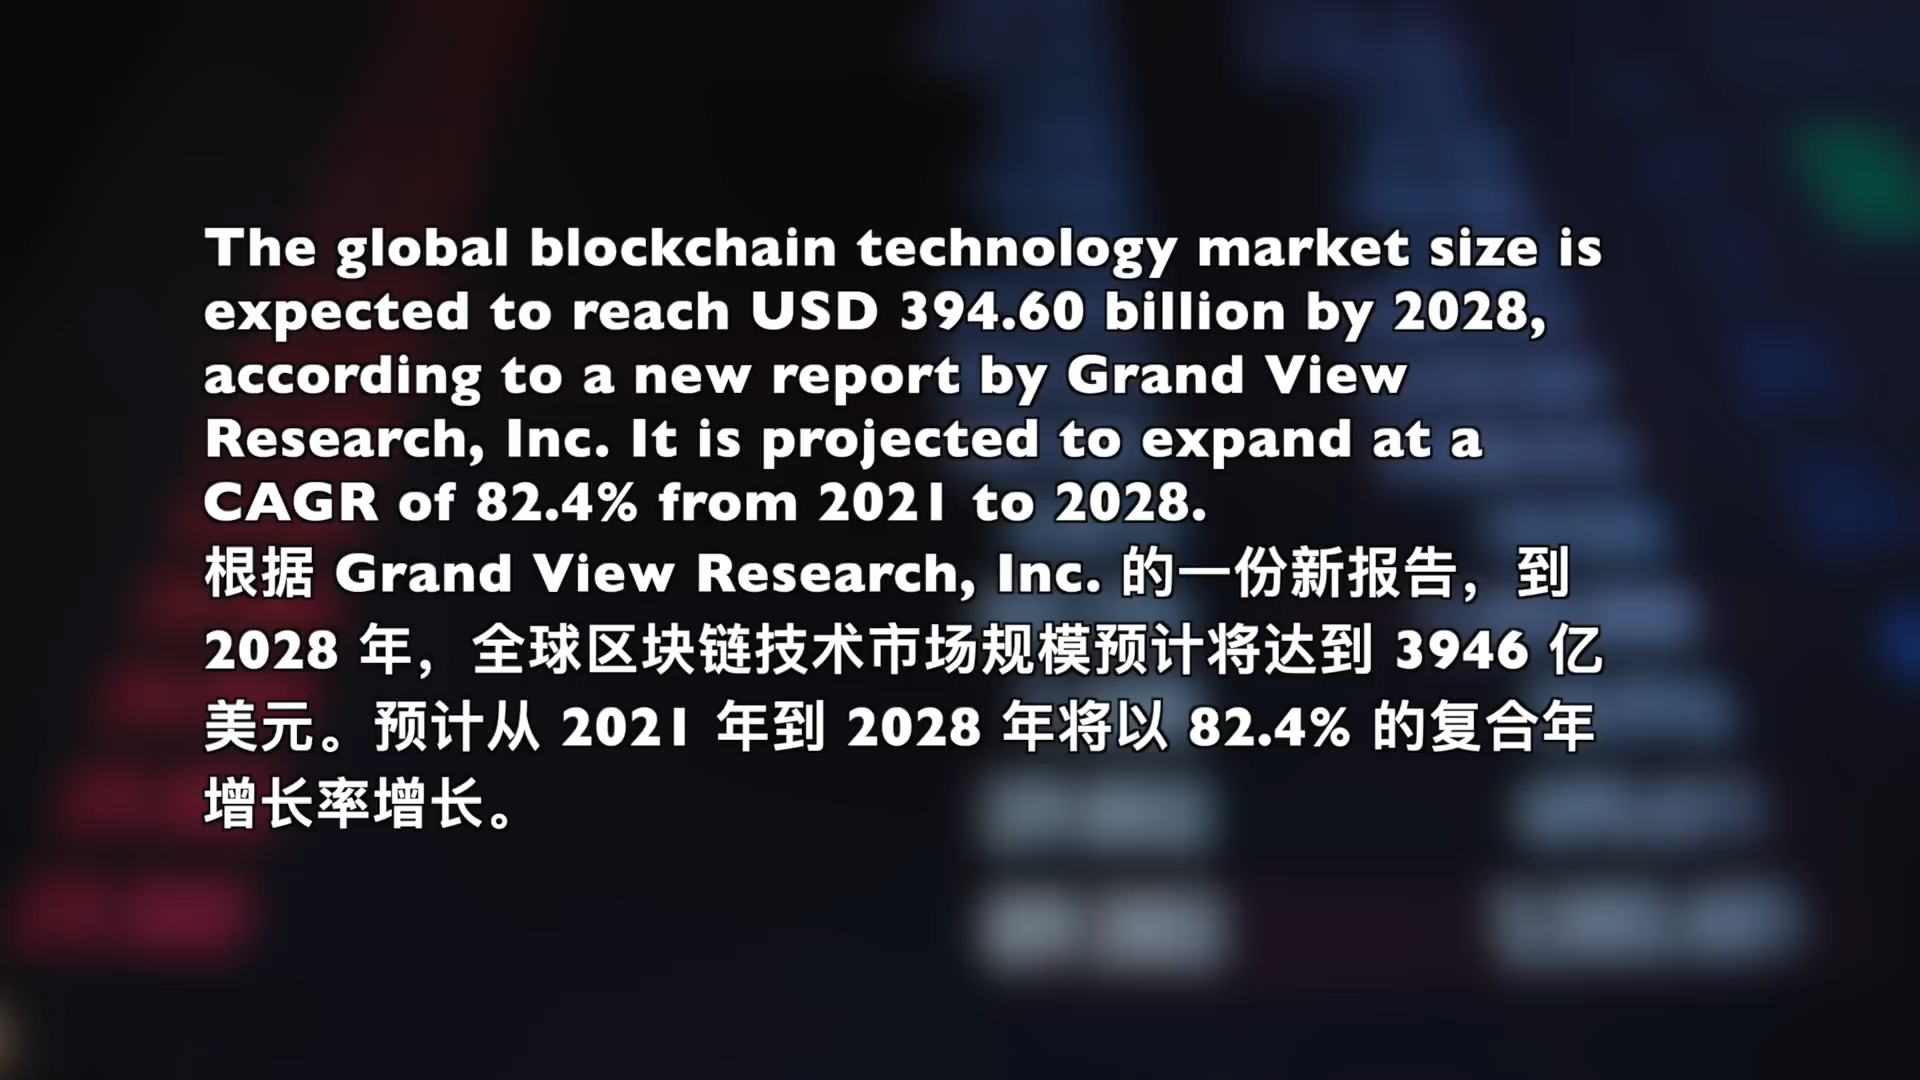 The global blockchain technology market size is
expected to reach USD 394.60 billion by 2028,
according to a new report by Grand View
Research, Inc. It is projected to expand at a
CAGR of 82.4% from 2021 to 2028.
根据 Grand View Research, Inc. 的一份新报告，到
2028 年，全球区块链技术市场规模预计将达到 3946 亿
美元。预计从 2021 年到 2028 年将以 82.4% 的复合年
增长率增长。